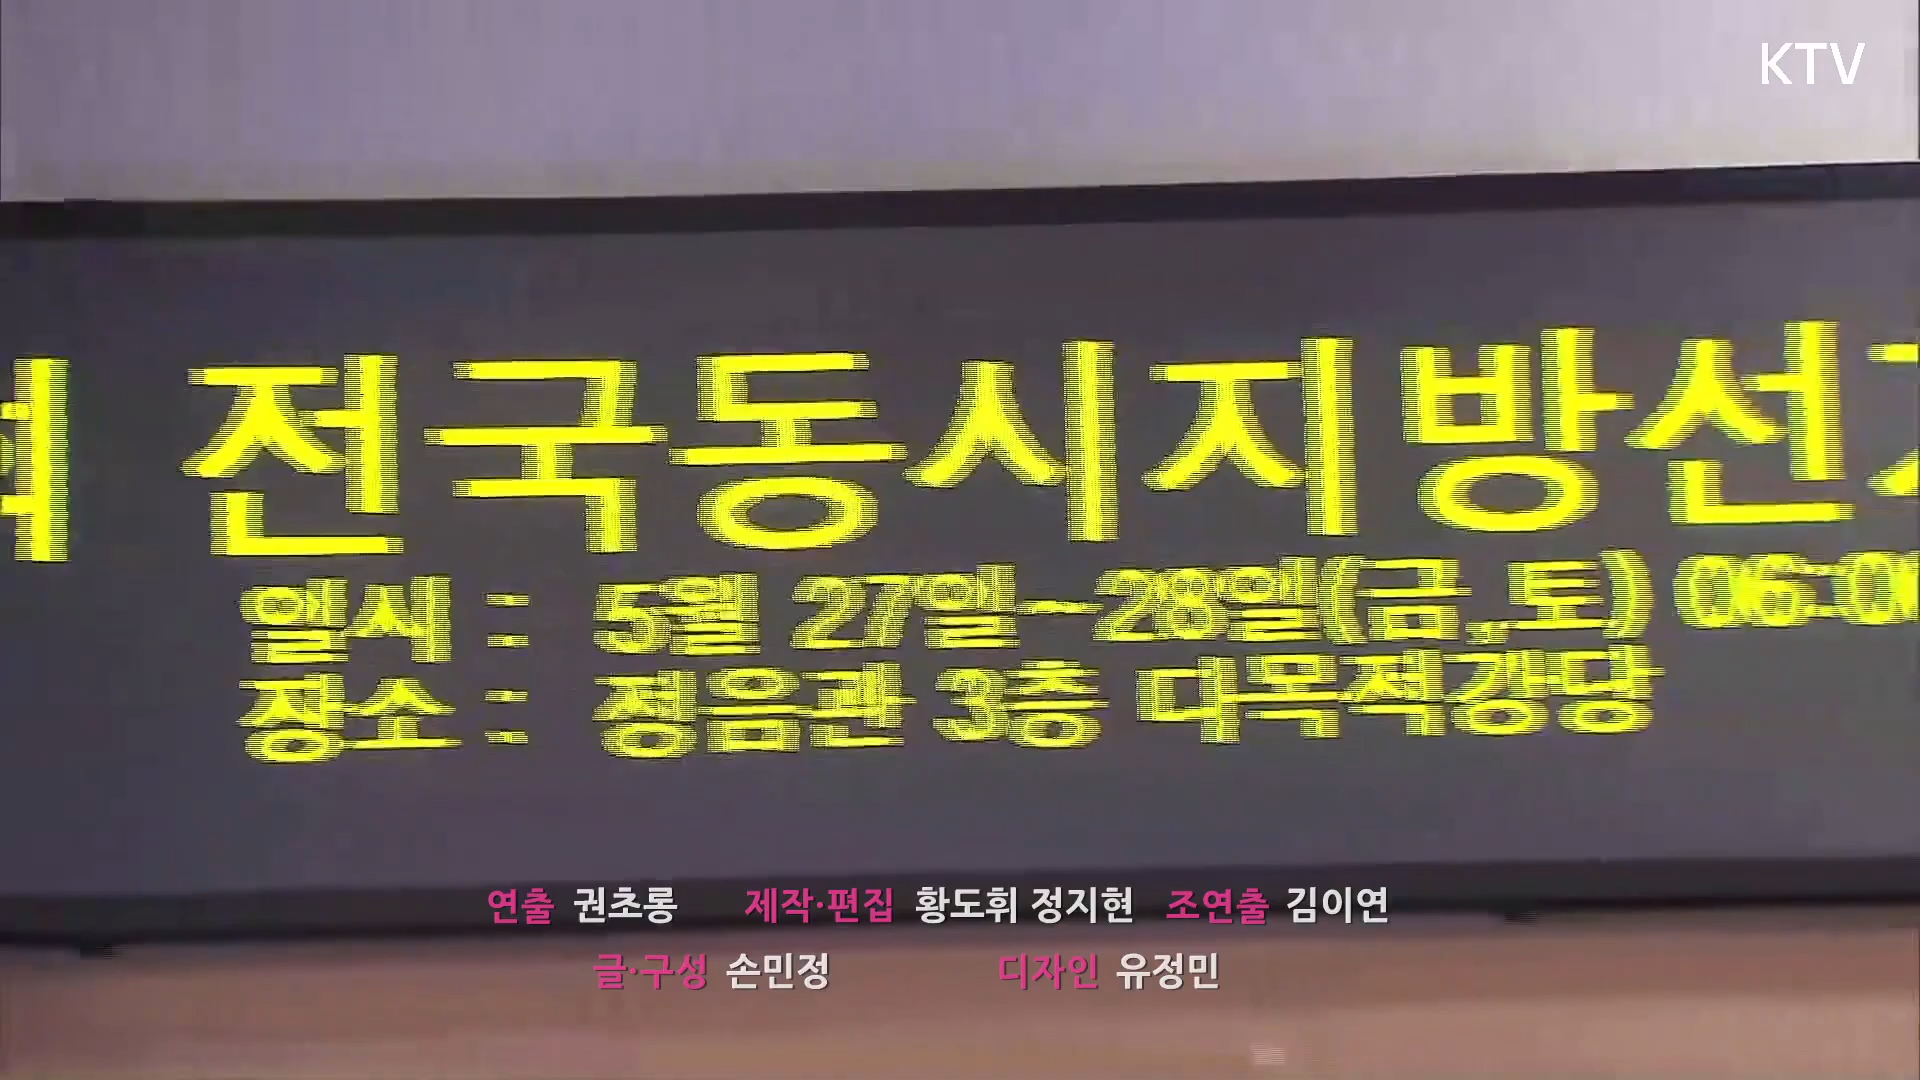 KTV
전국동시지방선
일시 : 5월 27일~28일(금,토) 06:0
장소 : 정음관 3층 다목적강당
연출 권초롱 제작·편집 황도휘 정지현 조연출 김이연
글·구성 손민정 디자인 유정민